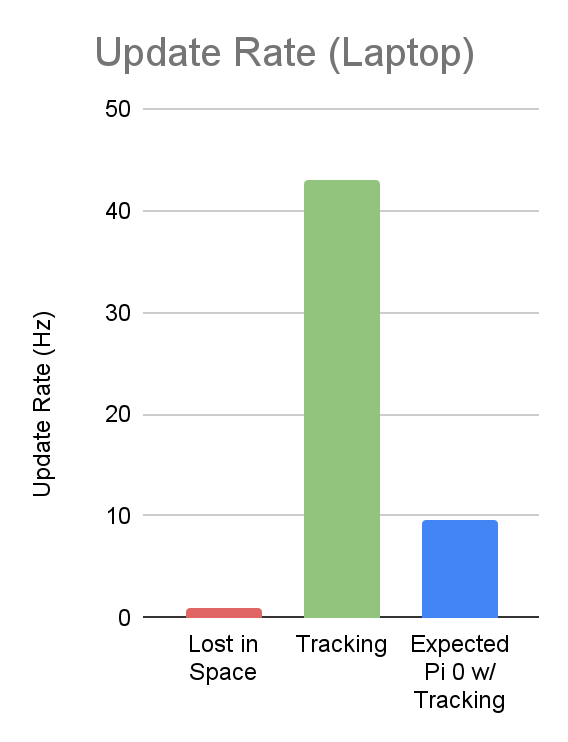 Update Rate (Laptop)
50
40
30
20
10
0
Update Rate (Hz)
Lost in
Space
Tracking
Expected
Pi 0 w/
Tracking